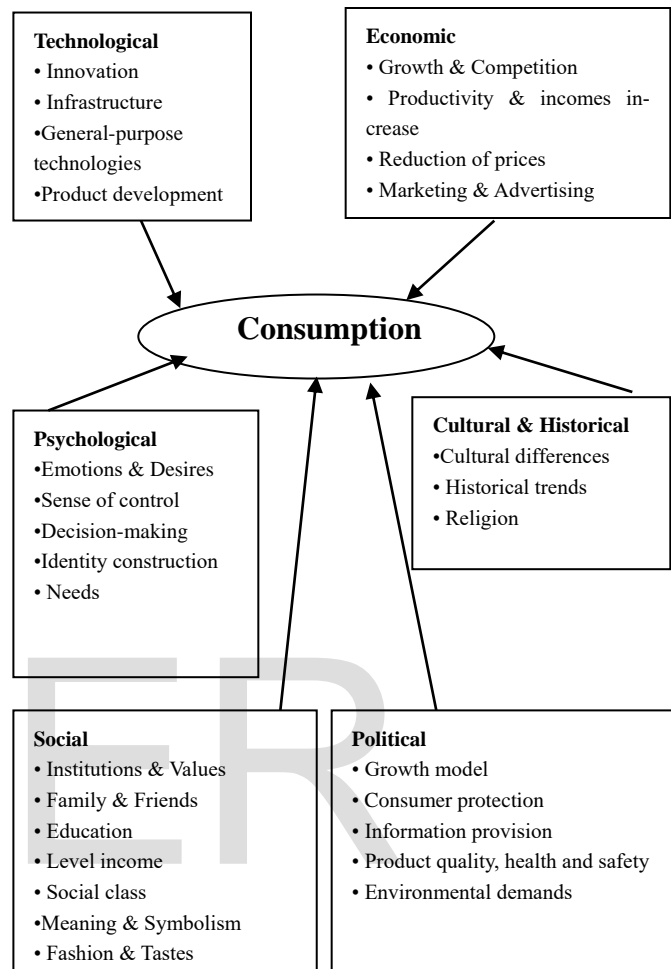 Technological
• Innovation
• Infrastructure
•General-purpose
technologies
•Product development
Economic
• Growth & Competition
• Productivity & incomes in-
crease
• Reduction of prices
• Marketing & Advertising
Consumption
Psychological
•Emotions & Desires
•Sense of control
•Decision-making
•Identity construction
• Needs
Cultural & Historical
•Cultural differences
• Historical trends
• Religion
Social
• Institutions & Values
• Family & Friends
• Education
• Level income
• Social class
•Meaning & Symbolism
• Fashion & Tastes
Political
• Growth model
• Consumer protection
• Information provision
• Product quality, health and safety
• Environmental demands
ER